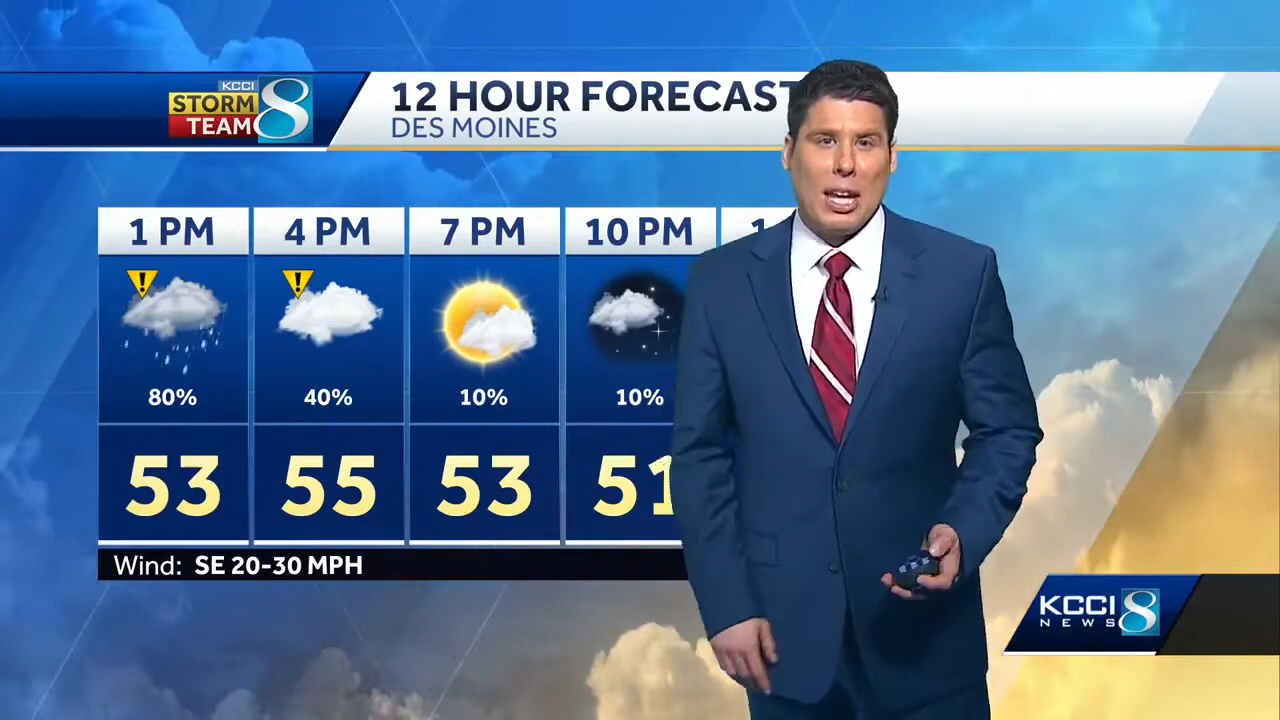 KCCI
STORM
TEAM 8
12 HOUR FORECAST
DES MOINES
1 PM 4 PM 7 PM 10 PM
80% 40% 10% 10%
53 55 53 51
Wind: SE 20-30 MPH
KCCI 8
NEWS